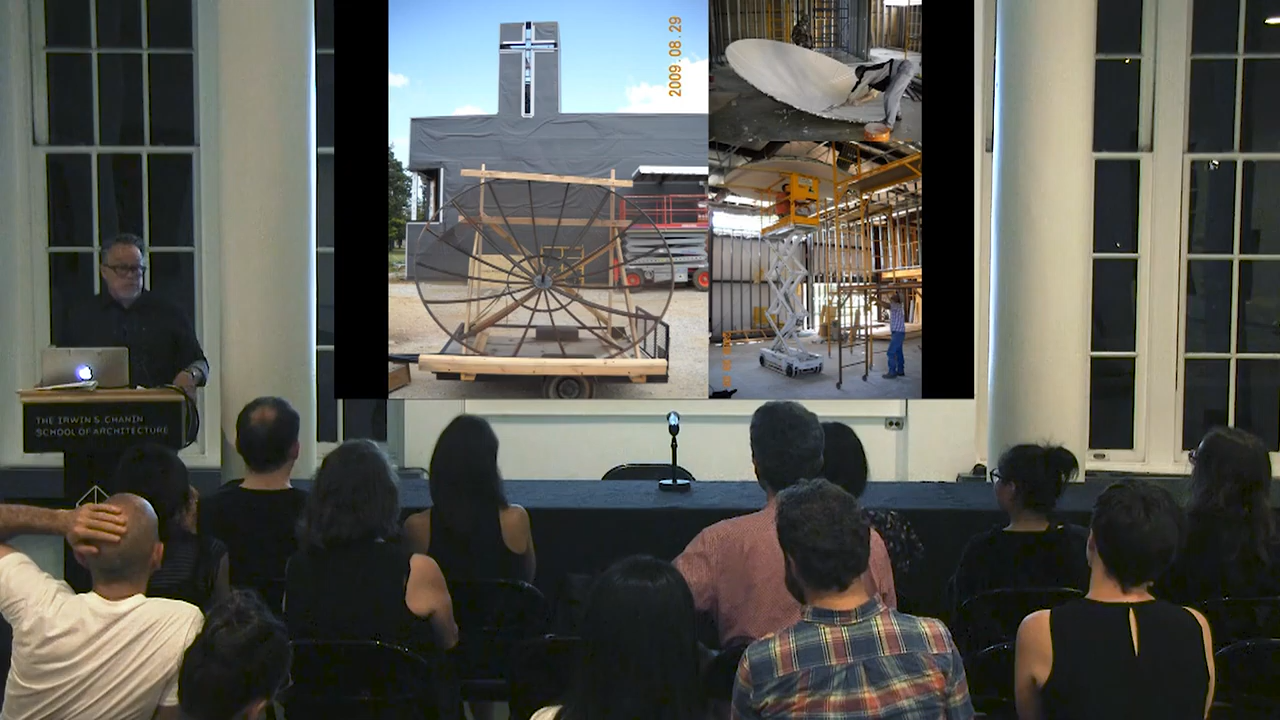 2009.08.29
THE IRWIN S. CHANIN
SCHOOL OF ARCHITECTURE